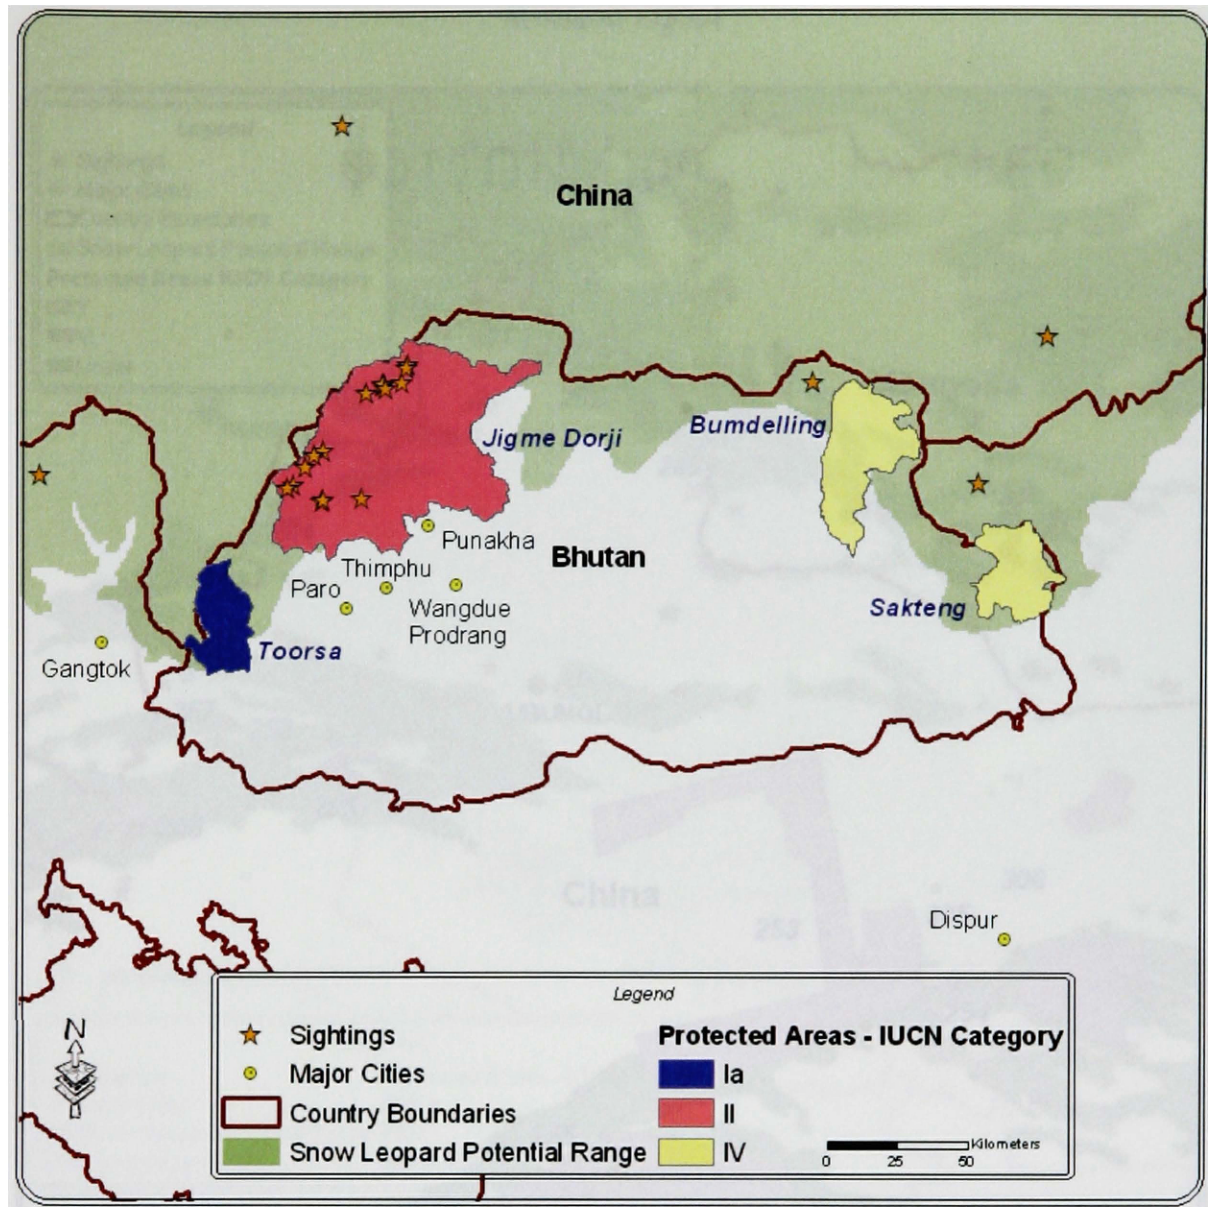 China
Jigme Dorji
Bumdelling
Punakha
Bhutan
Thimphu
Paro
Wangdue
Prodrang
Sakteng
Toorsa
Gangtok
China
253
Dispur
N
Legend
Sightings
Major Cities
Country Boundaries
Snow Leopard Potential Range
Protected Areas - IUCN Category
Ia
II
IV
Kilometers
0 25 50